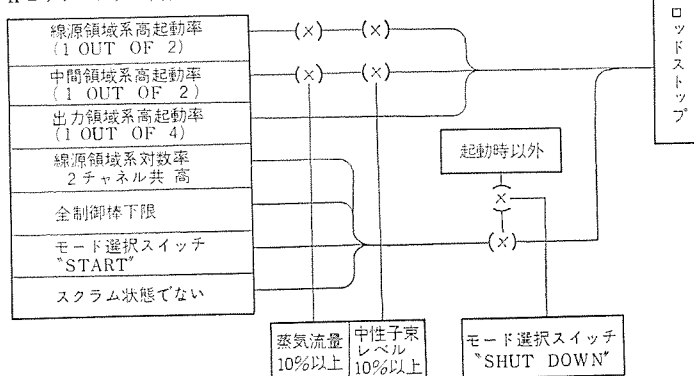 線源領域系高起動率
(1 OUT OF 2)
中間領域系高起動率
(1 OUT OF 2)
出力領域系高起動率
(1 OUT OF 4)
線源領域系対数率
2チャネル共 高
全制御棒下限
モード選択スイッチ
"START"
スクラム状態でない
(×)
(×)
(×)
(×)
起動時以外
(×)
(×)
蒸気流量
10%以上
中性子束
レベル
10%以上
モード選択スイッチ
"SHUT DOWN"
ロッドストップ